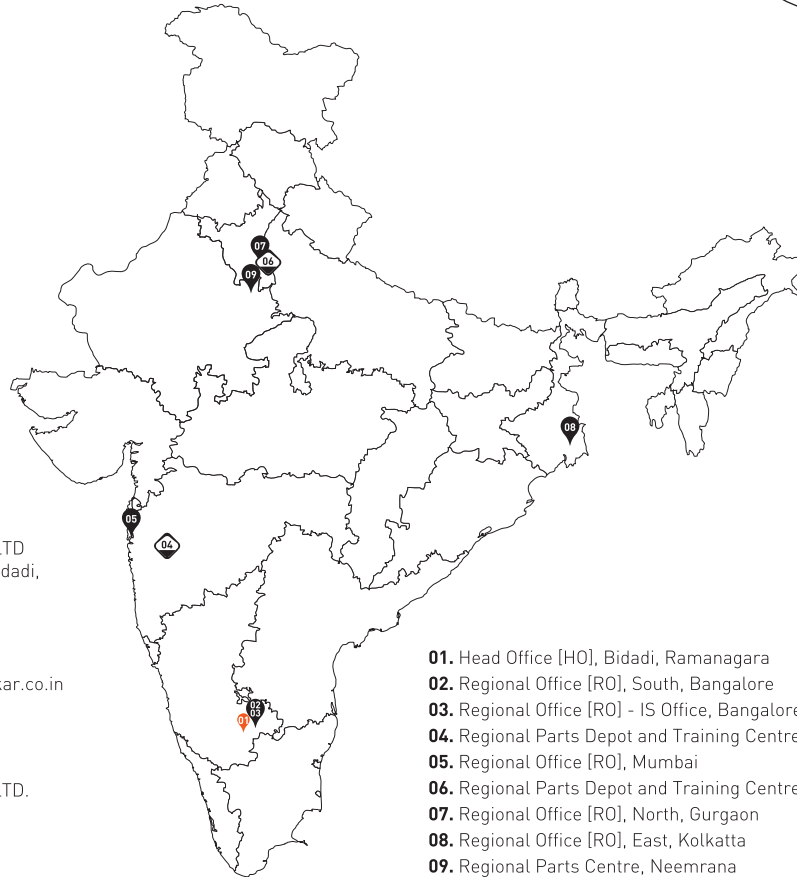 07
06
09
08
05
04
LTD
dadi,
kar.co.in
02
03
01
LTD.
01. Head Office [HO], Bidadi, Ramanagara
02. Regional Office [RO], South, Bangalore
03. Regional Office [RO] - IS Office, Bangalore
04. Regional Parts Depot and Training Centre
05. Regional Office [RO], Mumbai
06. Regional Parts Depot and Training Centre
07. Regional Office [RO], North, Gurgaon
08. Regional Office [RO], East, Kolkatta
09. Regional Parts Centre, Neemrana